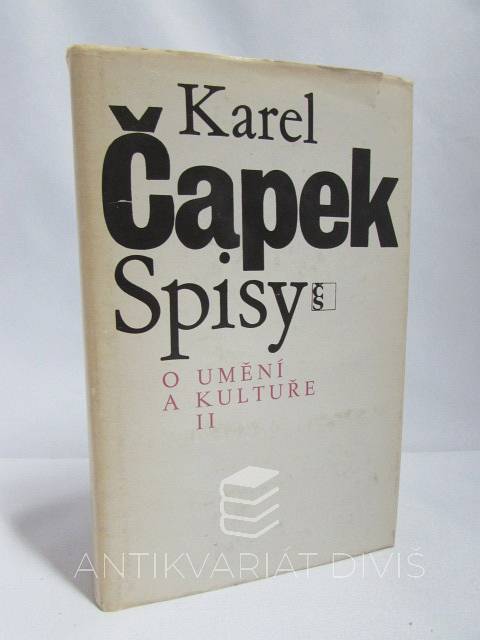 Karel
Čapek
Spisy
ČS
O UMĚNÍ
A KULTUŘE
II
ANTIKVARIÁT DIVIŠ